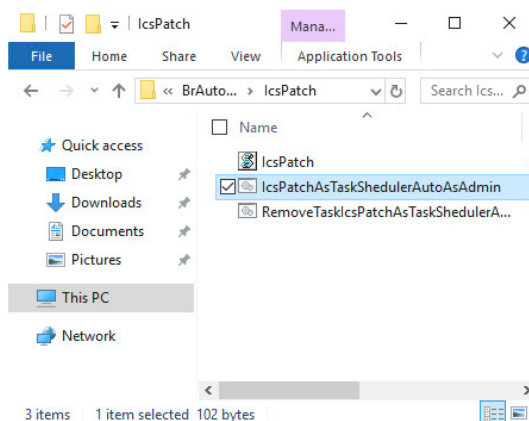 IcsPatch Mana...
File Home Share View Application Tools
« BrAuto... › IcsPatch Search Ics...
Name
Quick access
IcsPatch
Desktop
IcsPatchAsTaskShedulerAutoAsAdmin
Downloads
RemoveTaskIcsPatchAsTaskShedulerA...
Documents
Pictures
This PC
Network
3 items 1 item selected 102 bytes